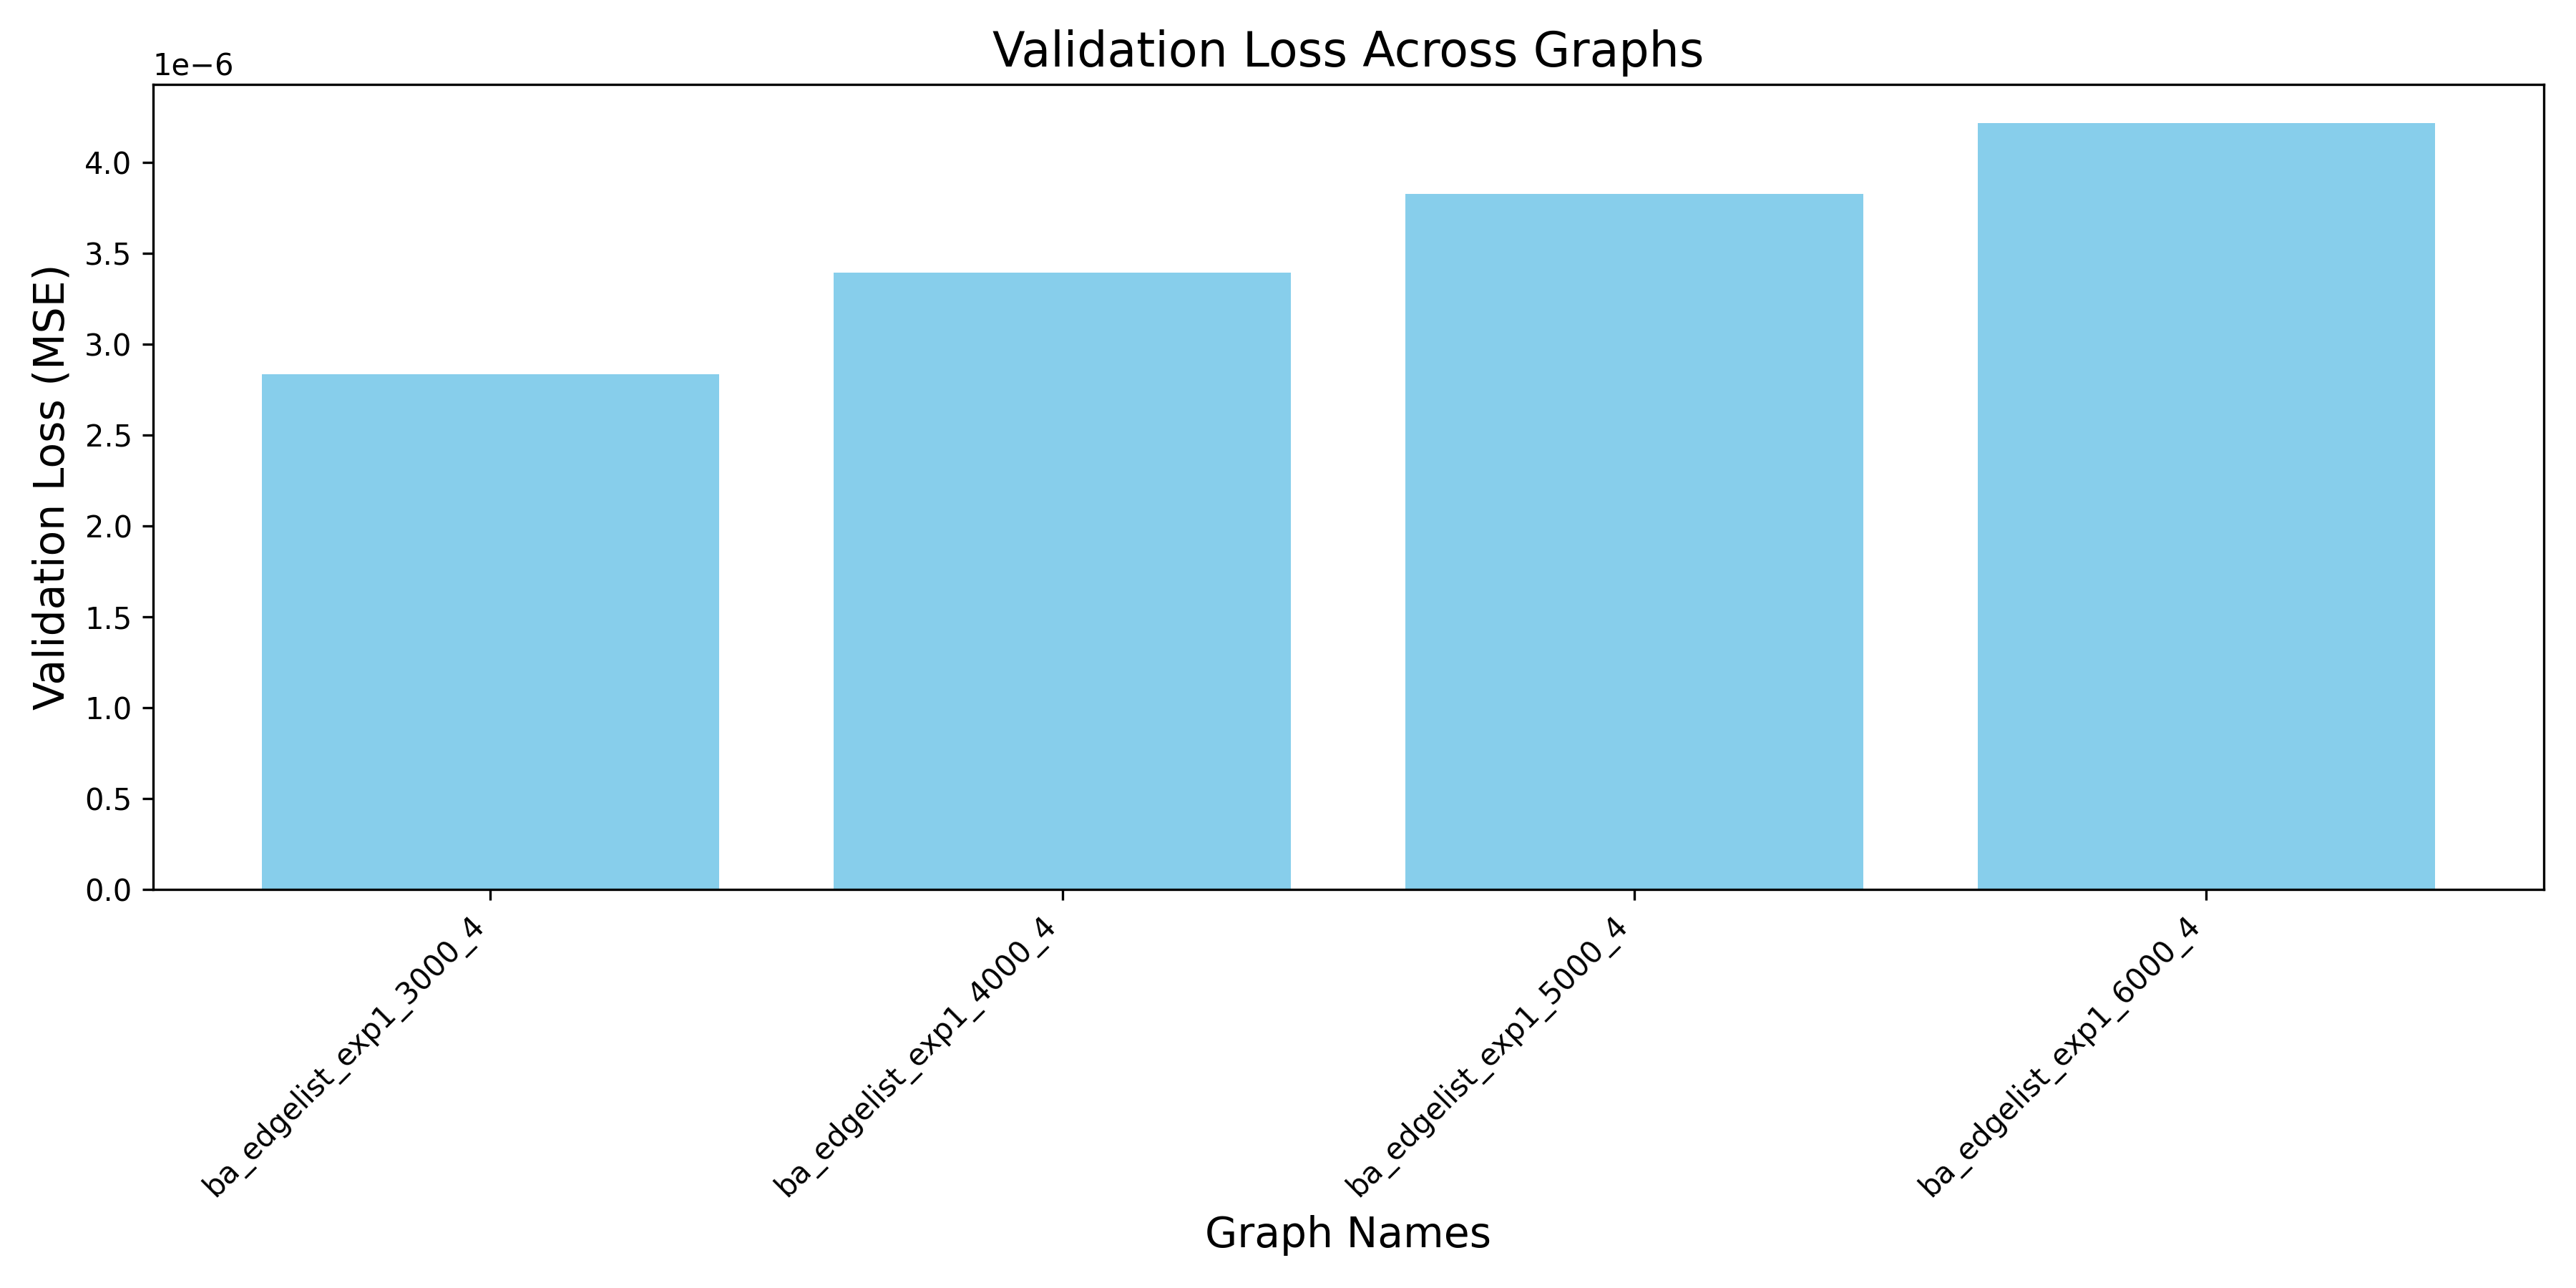 Validation Loss Across Graphs
1e−6
Validation Loss (MSE)
4.0
3.5
3.0
2.5
2.0
1.5
1.0
0.5
0.0
ba_edgelist_exp1_3000_4
ba_edgelist_exp1_4000_4
ba_edgelist_exp1_5000_4
ba_edgelist_exp1_6000_4
Graph Names